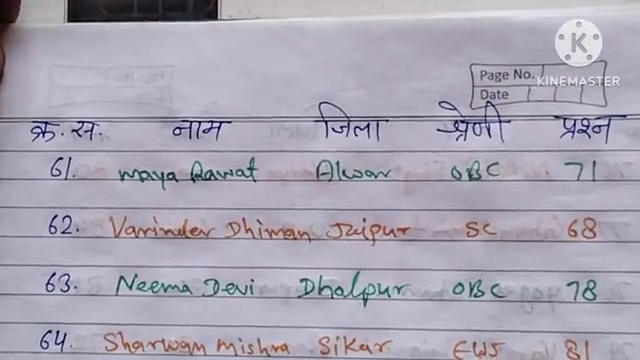 KINEMASTER
Page No.
Date
क्र.स. नाम जिला श्रेणी प्रश्न
61. Maya Rawat Alwar OBC 71
62. Varinder Dhiman Jaipur SC 68
63. Neema Devi Dhalpur OBC 78
64. Sharwan Mishra Sikar EWS 81